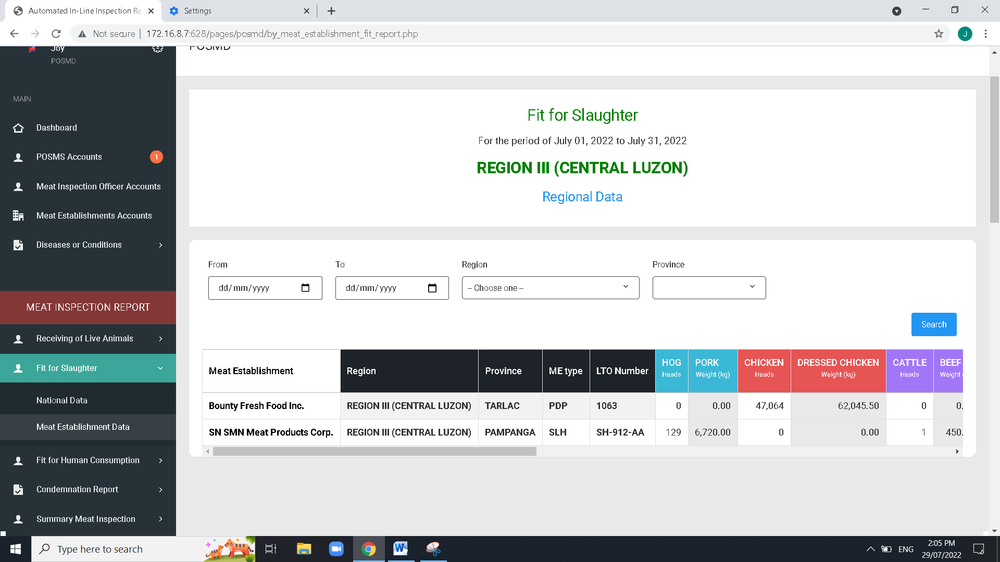 Automated In-Line Inspection Re
Settings
Not secure
172.16.8.7:628/pages/posmd/by_meat_establishment_fit_report.php
J
Joy
POSMD
POSMD
MAIN
Dashboard
POSMS Accounts
1
Meat Inspection Officer Accounts
Meat Establishments Accounts
Diseases or Conditions
MEAT INSPECTION REPORT
Receiving of Live Animals
Fit for Slaughter
National Data
Meat Establishment Data
Fit for Human Consumption
Condemnation Report
Summary Meat Inspection
Fit for Slaughter
For the period of July 01, 2022 to July 31, 2022
REGION III (CENTRAL LUZON)
Regional Data
From To Region Province
dd/mm/yyyy dd/mm/yyyy -- Choose one --
Search
Meat Establishment Region Province ME type LTO Number HOG Heads PORK Weight (kg) CHICKEN Heads DRESSED CHICKEN Weight (kg) CATTLE Heads BEEF Weight
Bounty Fresh Food Inc. REGION III (CENTRAL LUZON) TARLAC PDP 1063 0 0.00 47,064 62,045.50 0 0.
SN SMN Meat Products Corp. REGION III (CENTRAL LUZON) PAMPANGA SLH SH-912-AA 129 6,720.00 0 0.00 1 450.
Type here to search
W
ENG
2:05 PM
29/07/2022